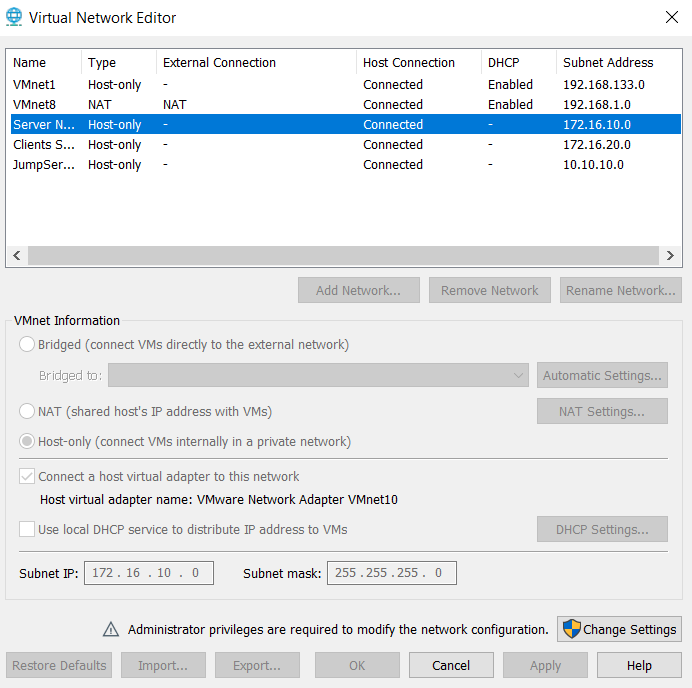 Virtual Network Editor
Name Type External Connection Host Connection DHCP Subnet Address
VMnet1 Host-only - Connected Enabled 192.168.133.0
VMnet8 NAT NAT Connected Enabled 192.168.1.0
Server N... Host-only - Connected - 172.16.10.0
Clients S... Host-only - Connected - 172.16.20.0
JumpSer... Host-only - Connected - 10.10.10.0
Add Network... Remove Network Rename Network...
VMnet Information
Bridged (connect VMs directly to the external network)
Bridged to: Automatic Settings...
NAT (shared host's IP address with VMs) NAT Settings...
Host-only (connect VMs internally in a private network)
Connect a host virtual adapter to this network
Host virtual adapter name: VMware Network Adapter VMnet10
Use local DHCP service to distribute IP address to VMs DHCP Settings...
Subnet IP: 172 . 16 . 10 . 0 Subnet mask: 255 . 255 . 255 . 0
Administrator privileges are required to modify the network configuration. Change Settings
Restore Defaults Import... Export... OK Cancel Apply Help